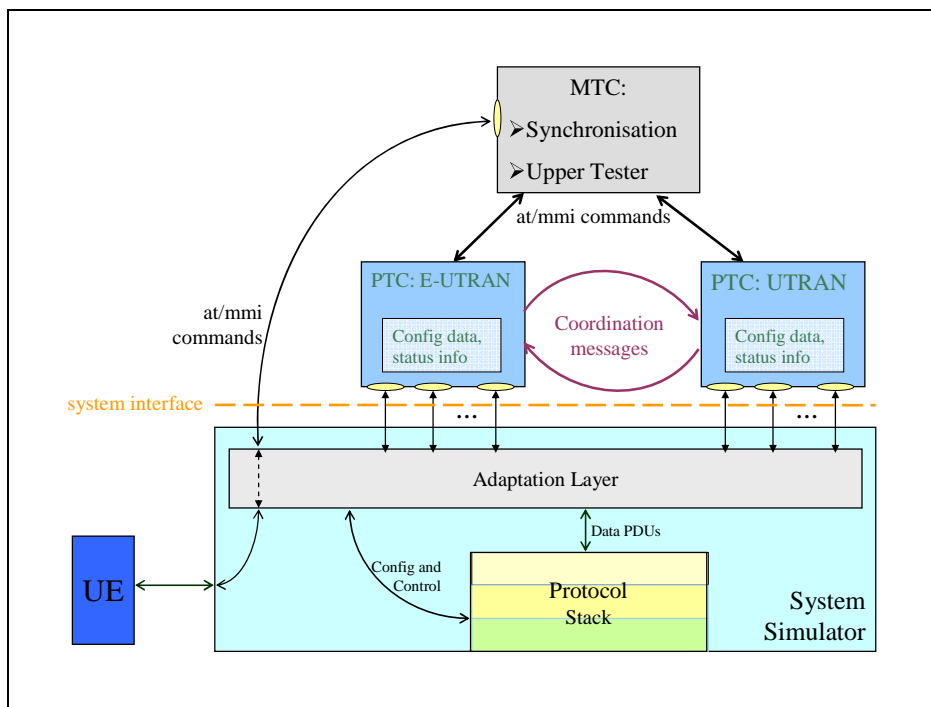 MTC:
➢Synchronisation
➢Upper Tester
at/mmi commands
PTC: E-UTRAN
PTC: UTRAN
Config data,
status info
Coordination
messages
Config data,
status info
at/mmi
commands
system interface
...
...
Adaptation Layer
Data PDUs
Config and
Control
UE
Protocol
Stack
System
Simulator